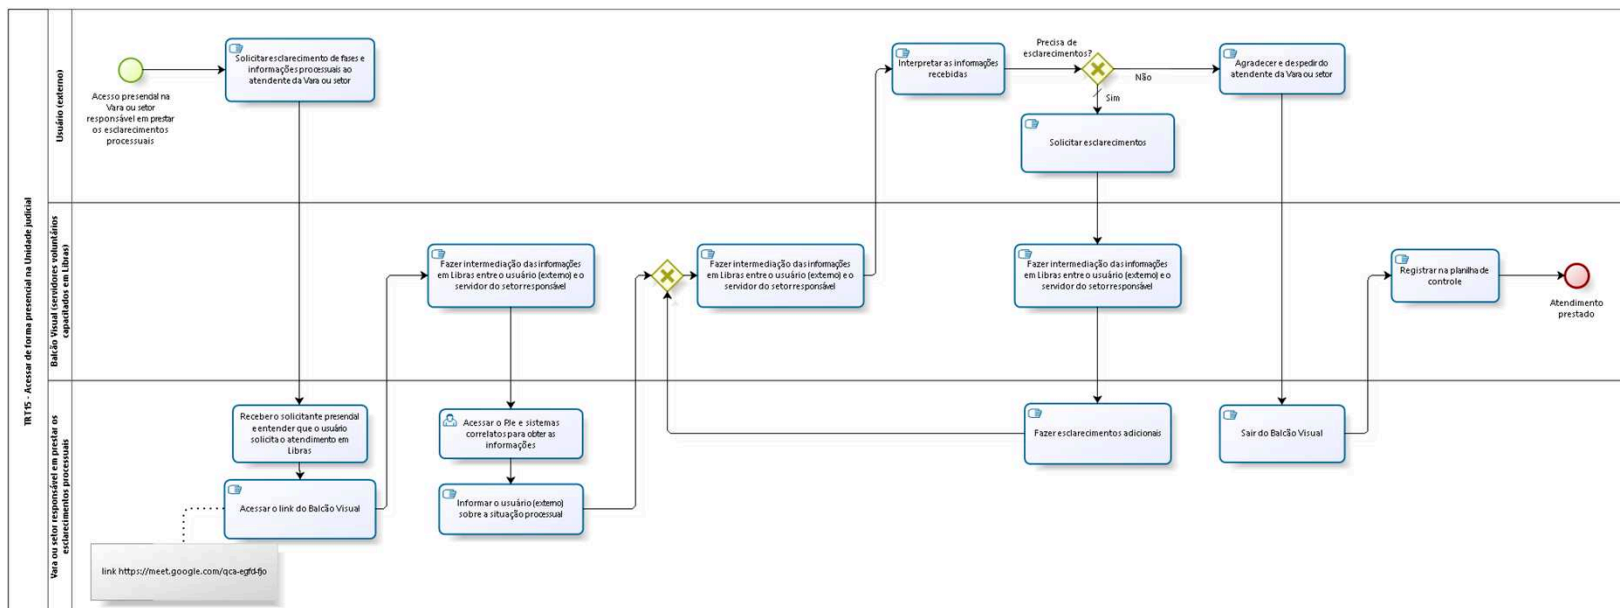 TRT15 - Acessar de forma presencial na Unidade judicial
Usuário (externo)
Acesso presencial na
Vara ou setor
responsável em prestar
os esclarecimentos
processuais
Solicitar esclarecimento de fases e
informações processuais ao
atendente da Vara ou setor
Interpretar as informações
recebidas
Precisa de
esclarecimentos?
Não
Sim
Agradecer e despedir do
atendente da Vara ou setor
Solicitar esclarecimentos
Balcão Visual (servidores voluntários
capacitados em Libras)
Fazer intermediação das informações
em Libras entre o usuário (externo) e o
servidor do setor responsável
Fazer intermediação das informações
em Libras entre o usuário (externo) e o
servidor do setor responsável
Fazer intermediação das informações
em Libras entre o usuário (externo) e o
servidor do setor responsável
Registrar na planilha de
controle
Atendimento
prestado
Vara ou setor responsável em prestar os
esclarecimentos processuais
Receber o solicitante presencial
e entender que o usuário
solicita o atendimento em
Libras
Acessar o link do Balcão Visual
link https://meet.google.com/qca-egfd-fjo
Acessar o PJe e sistemas
correlatos para obter as
informações
Informar o usuário (externo)
sobre a situação processual
Fazer esclarecimentos adicionais
Sair do Balcão Visual